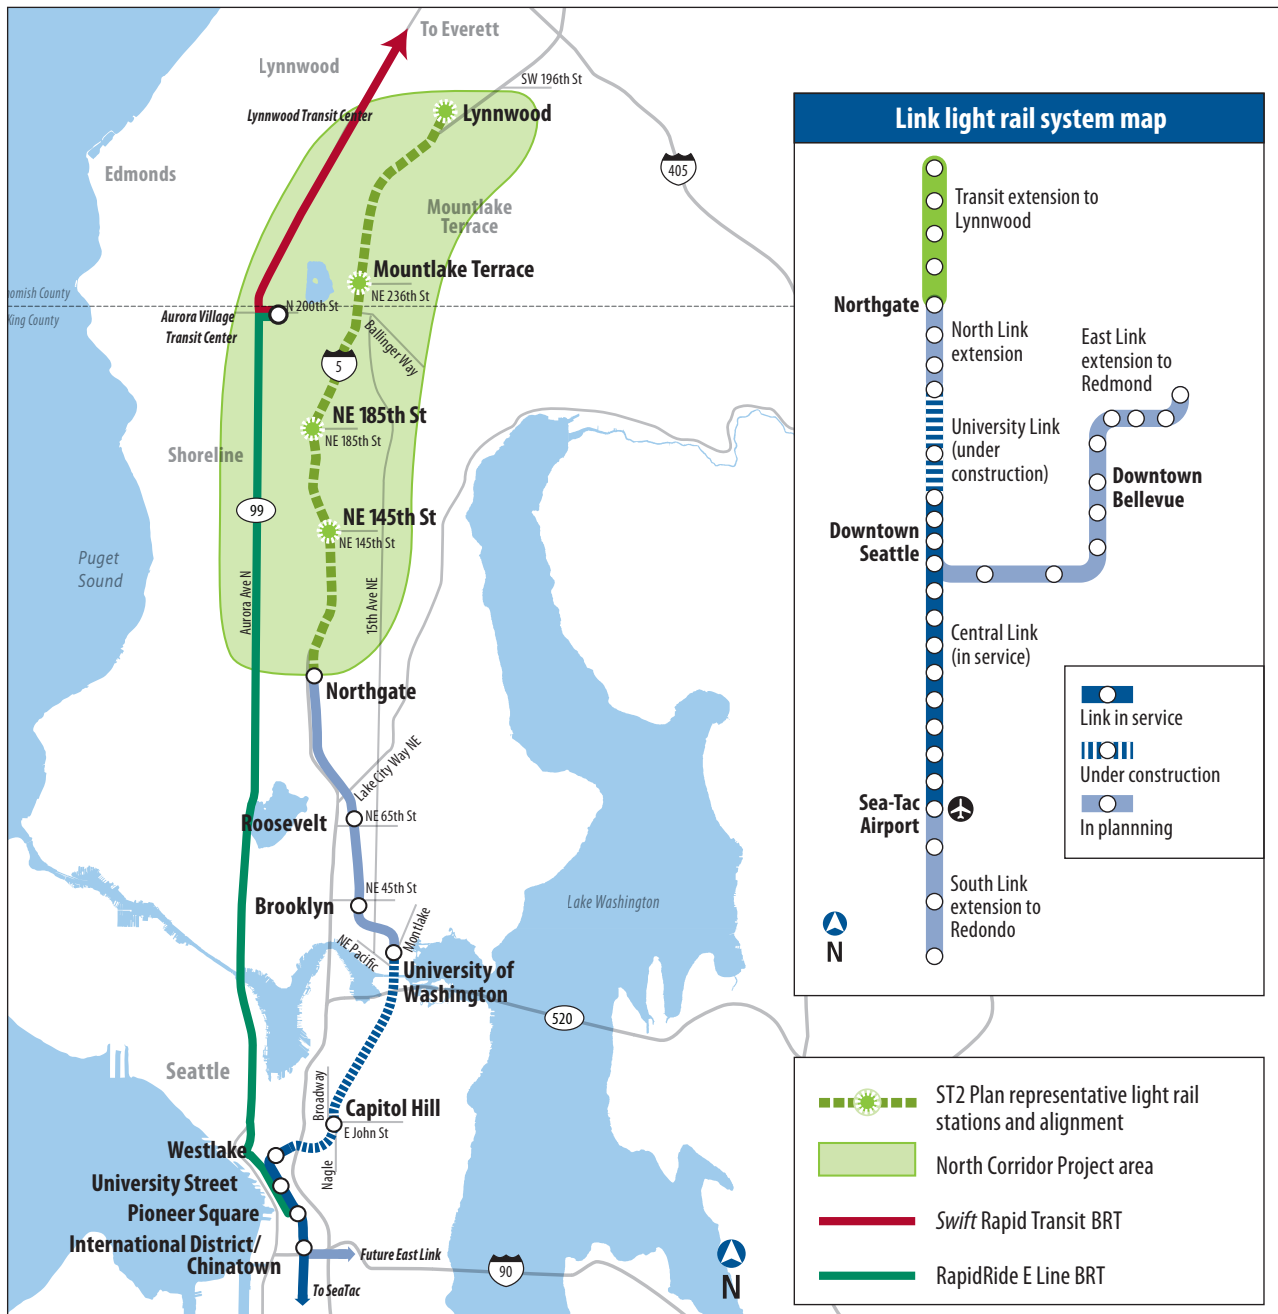 To Everett
Lynnwood
SW 196th St
Lynnwood Transit Center
Lynnwood
405
Edmonds
Mountlake
Terrace
Mountlake Terrace
NE 236th St
omish County
King County
N 200th St
Aurora Village
Transit Center
Ballinger Way
5
NE 185th St
NE 185th St
Shoreline
99
NE 145th St
NE 145th St
Puget
Sound
Aurora Ave N
15th Ave NE
Northgate
Lake City Way NE
Roosevelt
NE 65th St
NE 45th St
Brooklyn
Montlake
NE Pacific
Lake Washington
University of
Washington
520
Seattle
Broadway
Capitol Hill
E John St
Nagle
Westlake
University Street
Pioneer Square
International District/
Chinatown
Future East Link
To SeaTac
90
N
Link light rail system map
Transit extension to
Lynnwood
Northgate
North Link
extension
East Link
extension to
Redmond
University Link
(under
construction)
Downtown
Bellevue
Downtown
Seattle
Central Link
(in service)
Link in service
Under construction
In plannning
Sea-Tac
Airport
South Link
extension to
Redondo
N
ST2 Plan representative light rail
stations and alignment
North Corridor Project area
Swift Rapid Transit BRT
RapidRide E Line BRT